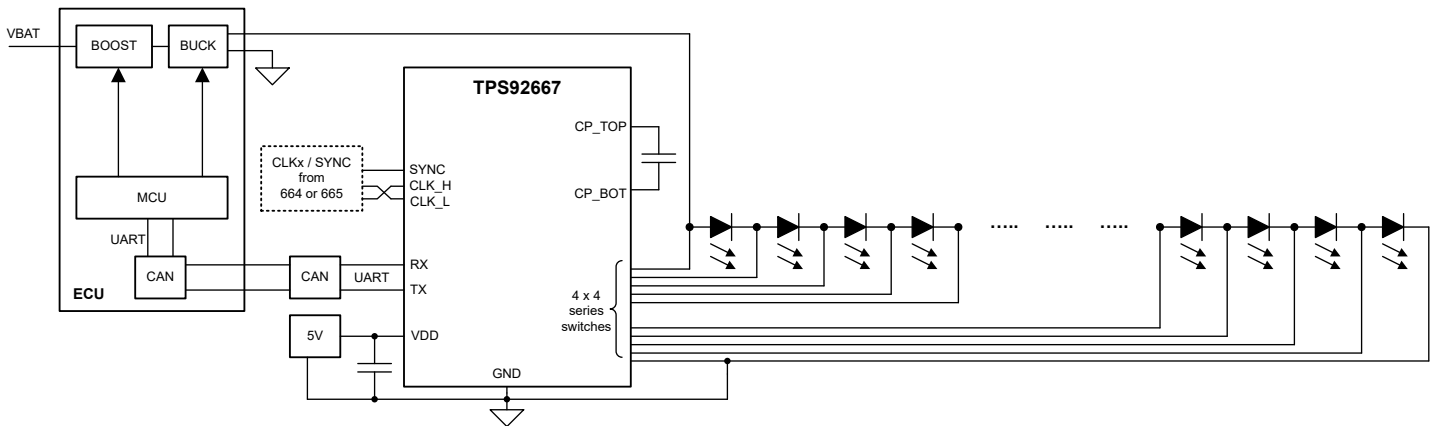 VBAT
BOOST
BUCK
TPS92667
CP_TOP
CLKx / SYNC
from
664 or 665
SYNC
CLK_H
CLK_L
CP_BOT
MCU
UART
CAN
ECU
CAN
UART
RX
TX
4 x 4
series
switches
5V
VDD
GND
..... ..... .....